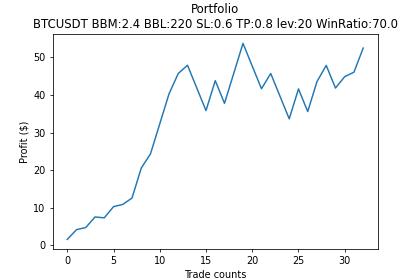 Portfolio
BTCUSDT BBM:2.4 BBL:220 SL:0.6 TP:0.8 lev:20 WinRatio:70.0
50
40
30
20
10
0
Profit ($)
0 5 10 15 20 25 30
Trade counts